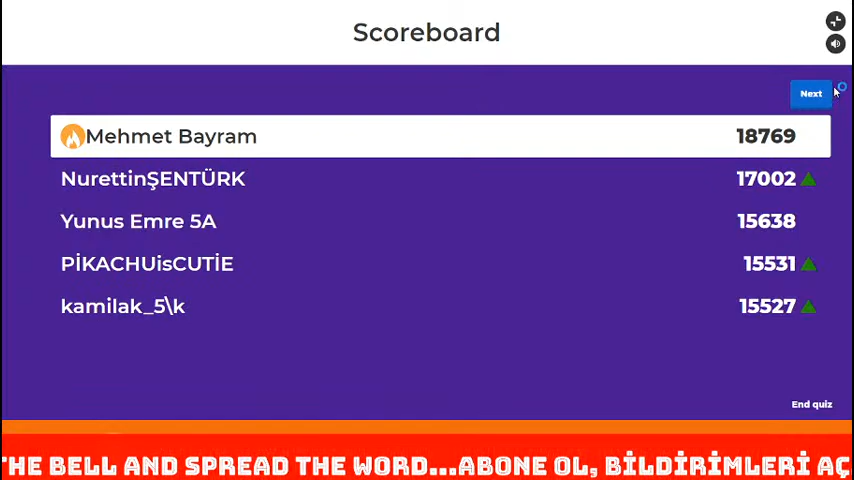 Scoreboard
Next
Mehmet Bayram 18769
NurettinŞENTÜRK 17002
Yunus Emre 5A 15638
PİKACHUisCUTİE 15531
kamilak_5\k 15527
End quiz
THE BELL AND SPREAD THE WORD...ABONE OL, BİLDİRİMLERİ AÇ